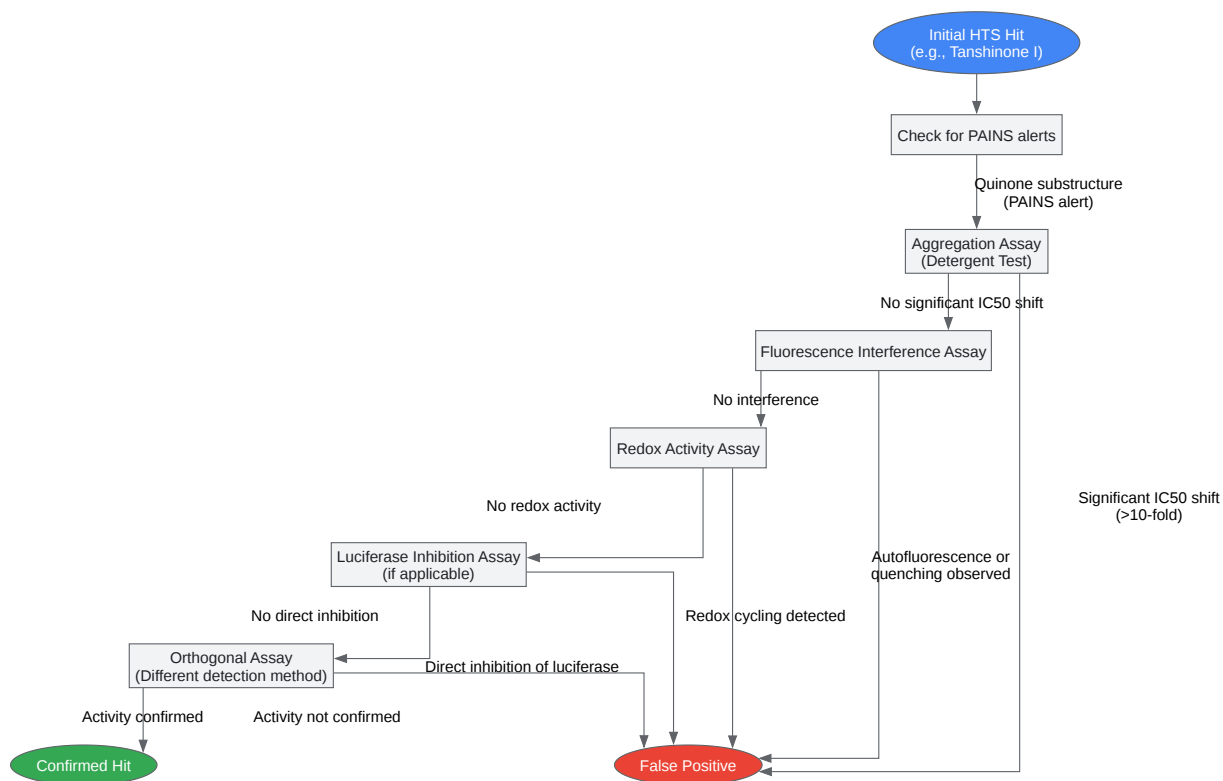 Initial HTS Hit
(e.g., Tanshinone I)
Check for PAINS alerts
Quinone substructure
(PAINS alert)
Aggregation Assay
(Detergent Test)
No significant IC50 shift
Fluorescence Interference Assay
No interference
Redox Activity Assay
No redox activity
Significant IC50 shift
(>10-fold)
Luciferase Inhibition Assay
(if applicable)
Autofluorescence or
quenching observed
No direct inhibition
Redox cycling detected
Orthogonal Assay
(Different detection method)
Direct inhibition of luciferase
Activity confirmed
Activity not confirmed
Confirmed Hit
False Positive